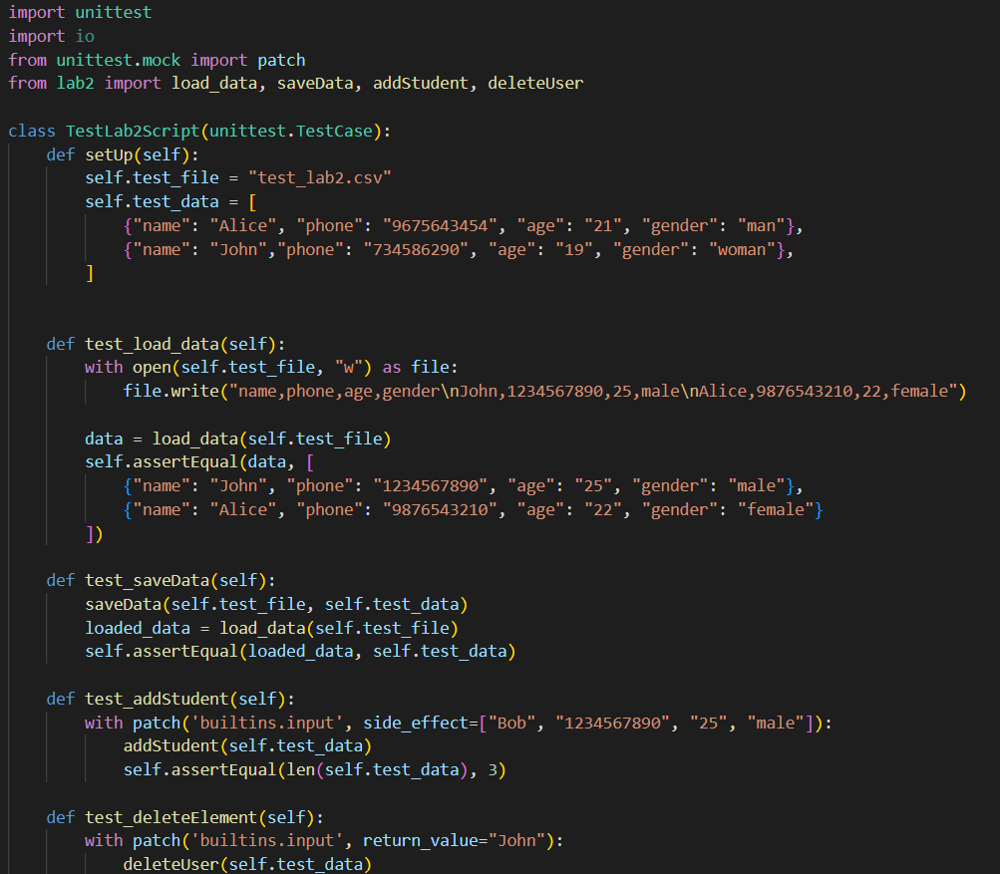 import unittest
import io
from unittest.mock import patch
from lab2 import load_data, saveData, addStudent, deleteUser

class TestLab2Script(unittest.TestCase):
    def setUp(self):
        self.test_file = "test_lab2.csv"
        self.test_data = [
            {"name": "Alice", "phone": "9675643454", "age": "21", "gender": "man"},
            {"name": "John","phone": "734586290", "age": "19", "gender": "woman"},
        ]


    def test_load_data(self):
        with open(self.test_file, "w") as file:
            file.write("name,phone,age,gender\nJohn,1234567890,25,male\nAlice,9876543210,22,female")

        data = load_data(self.test_file)
        self.assertEqual(data, [
            {"name": "John", "phone": "1234567890", "age": "25", "gender": "male"},
            {"name": "Alice", "phone": "9876543210", "age": "22", "gender": "female"}
        ])

    def test_saveData(self):
        saveData(self.test_file, self.test_data)
        loaded_data = load_data(self.test_file)
        self.assertEqual(loaded_data, self.test_data)

    def test_addStudent(self):
        with patch('builtins.input', side_effect=["Bob", "1234567890", "25", "male"]):
            addStudent(self.test_data)
            self.assertEqual(len(self.test_data), 3)

    def test_deleteElement(self):
        with patch('builtins.input', return_value="John"):
            deleteUser(self.test_data)